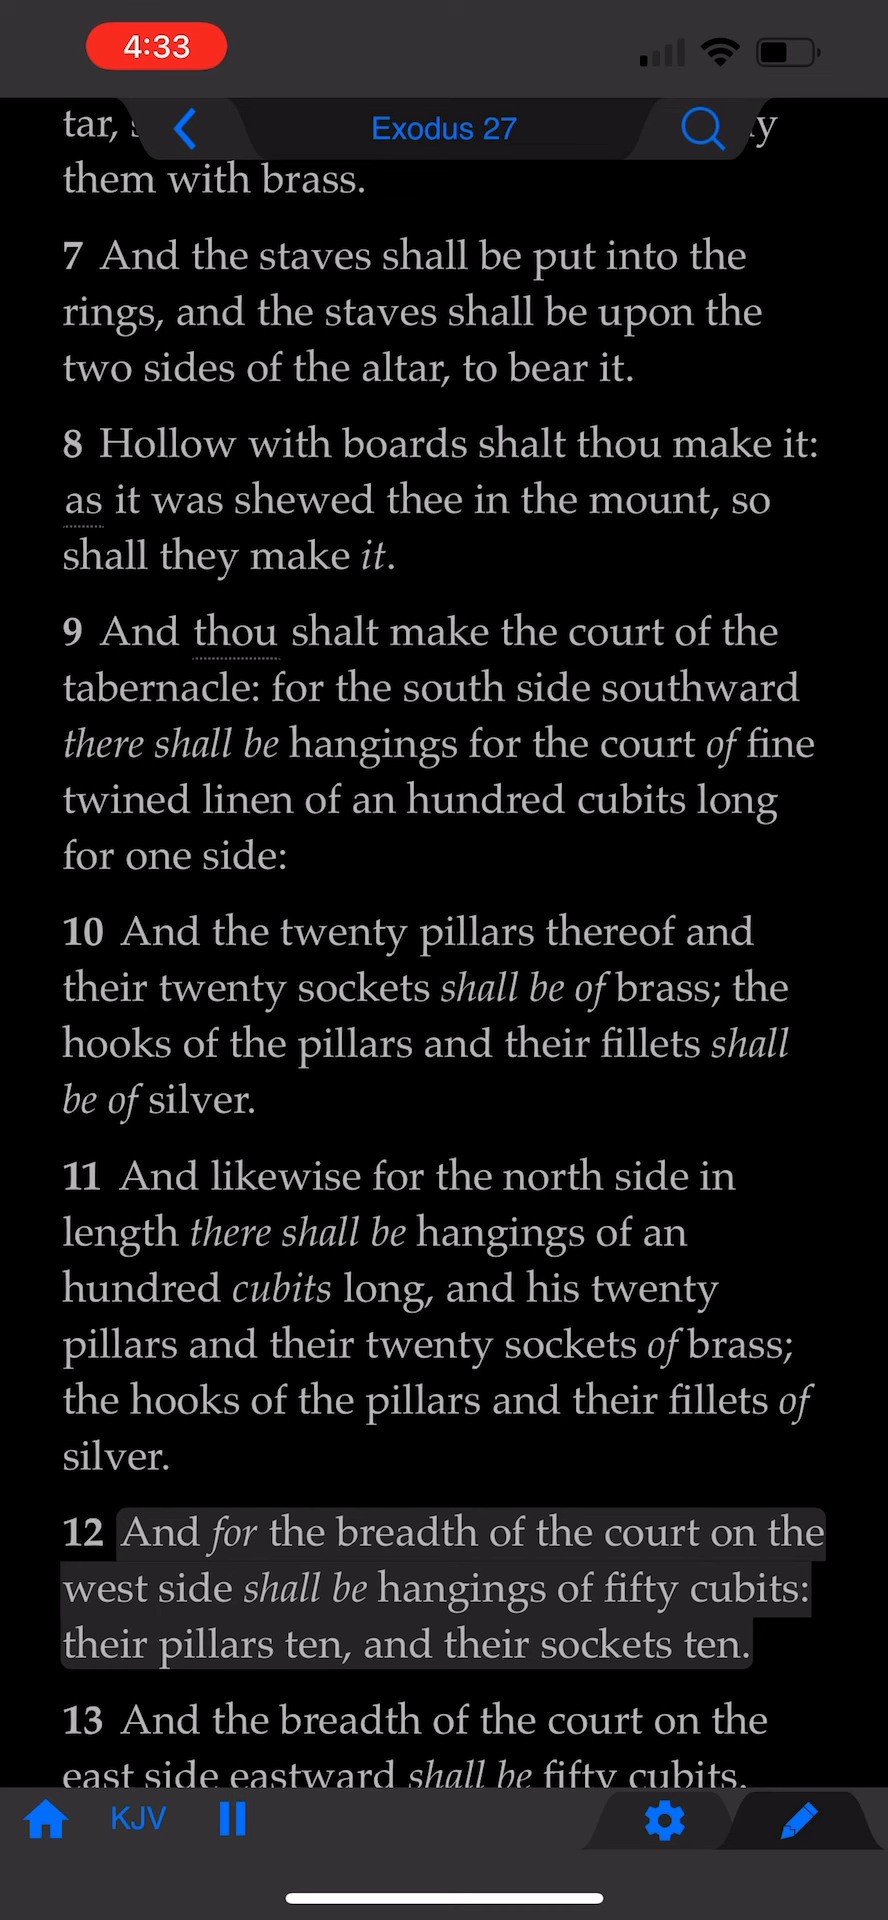 4:33
Exodus 27
tar,
them with brass.
7 And the staves shall be put into the
rings, and the staves shall be upon the
two sides of the altar, to bear it.
8 Hollow with boards shalt thou make it:
as it was shewed thee in the mount, so
shall they make it.
9 And thou shalt make the court of the
tabernacle: for the south side southward
there shall be hangings for the court of fine
twined linen of an hundred cubits long
for one side:
10 And the twenty pillars thereof and
their twenty sockets shall be of brass; the
hooks of the pillars and their fillets shall
be of silver.
11 And likewise for the north side in
length there shall be hangings of an
hundred cubits long, and his twenty
pillars and their twenty sockets of brass;
the hooks of the pillars and their fillets of
silver.
12 And for the breadth of the court on the
west side shall be hangings of fifty cubits:
their pillars ten, and their sockets ten.
13 And the breadth of the court on the
east side eastward shall be fifty cubits.
KJV